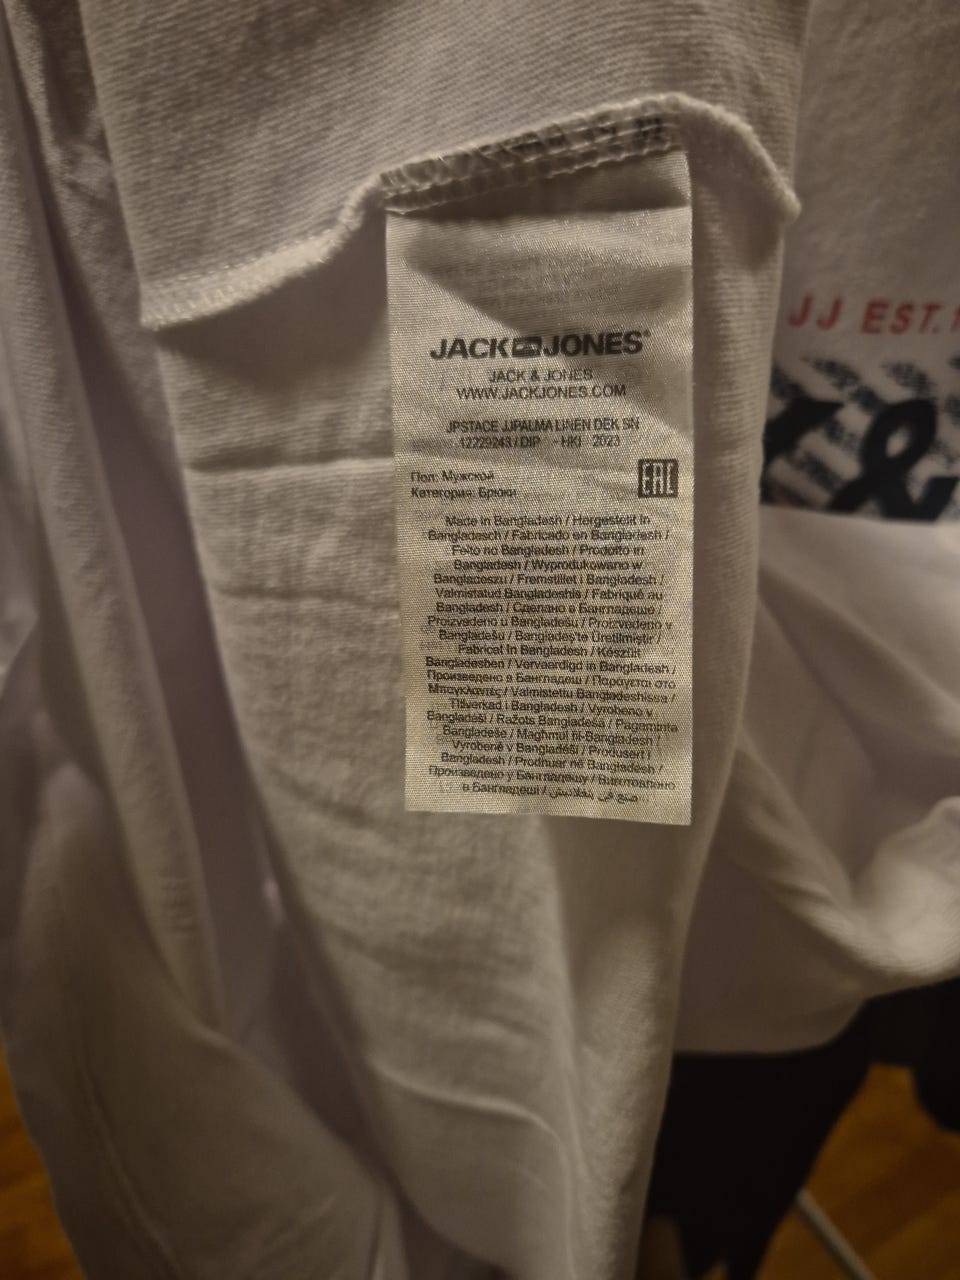 JACK JONES®
JACK & JONES
WWW.JACKJONES.COM
JPSTACE JJPALMA LINEN DEK SN
12229243 / DIP - HKI 2023
Пол: Мужской
Категория: Брюки
EAC
Made in Bangladesh / Hergestellt in
Bangladesch / Fabricado en Bangladesh /
Feito no Bangladesh / Prodotto in
Bangladesh / Wyprodukowano w
Bangladeszu / Fremstillet i Bangladesh /
Valmistatud Bangladeshis / Fabriqué au
Bangladesh / Сделано в Бангладеше /
Proizvedeno u Bangladešu / Proizvedeno v
Bangladešu / Bangladeş'te Üretilmiştir /
Fabricat în Bangladesh / Készült
Bangladesben / Vervaardigd in Bangladesh /
Произведено в Бангладеш / Παράγεται στο
Μπαγκλαντές / Valmistettu Bangladeshissa /
Tillverkad i Bangladesh / Vyrobeno v
Bangladéši / Ražots Bangladešā / Pagaminta
Bangladeše / Magħmul fil-Bangladesh /
Vyrobené v Bangladéši / Produsert i
Bangladesh / Prodhuar në Bangladesh /
Произведено у Бангладешу / Виготовлено
в Бангладеш / صنع في بنغلاديش
JJ EST. 1
&